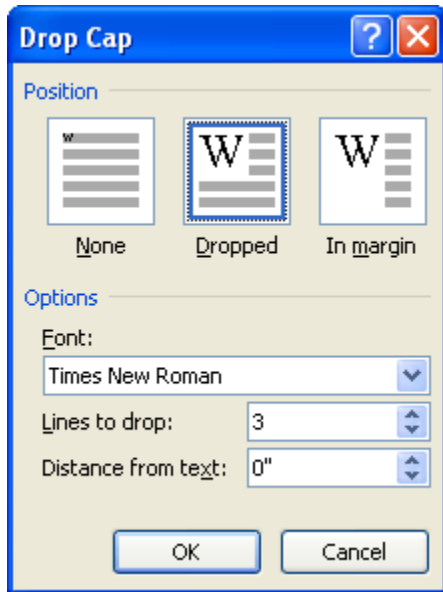 Drop Cap
Position
w
W
W
None
Dropped
In margin
Options
Font:
Times New Roman
Lines to drop:
3
Distance from text:
0"
OK
Cancel